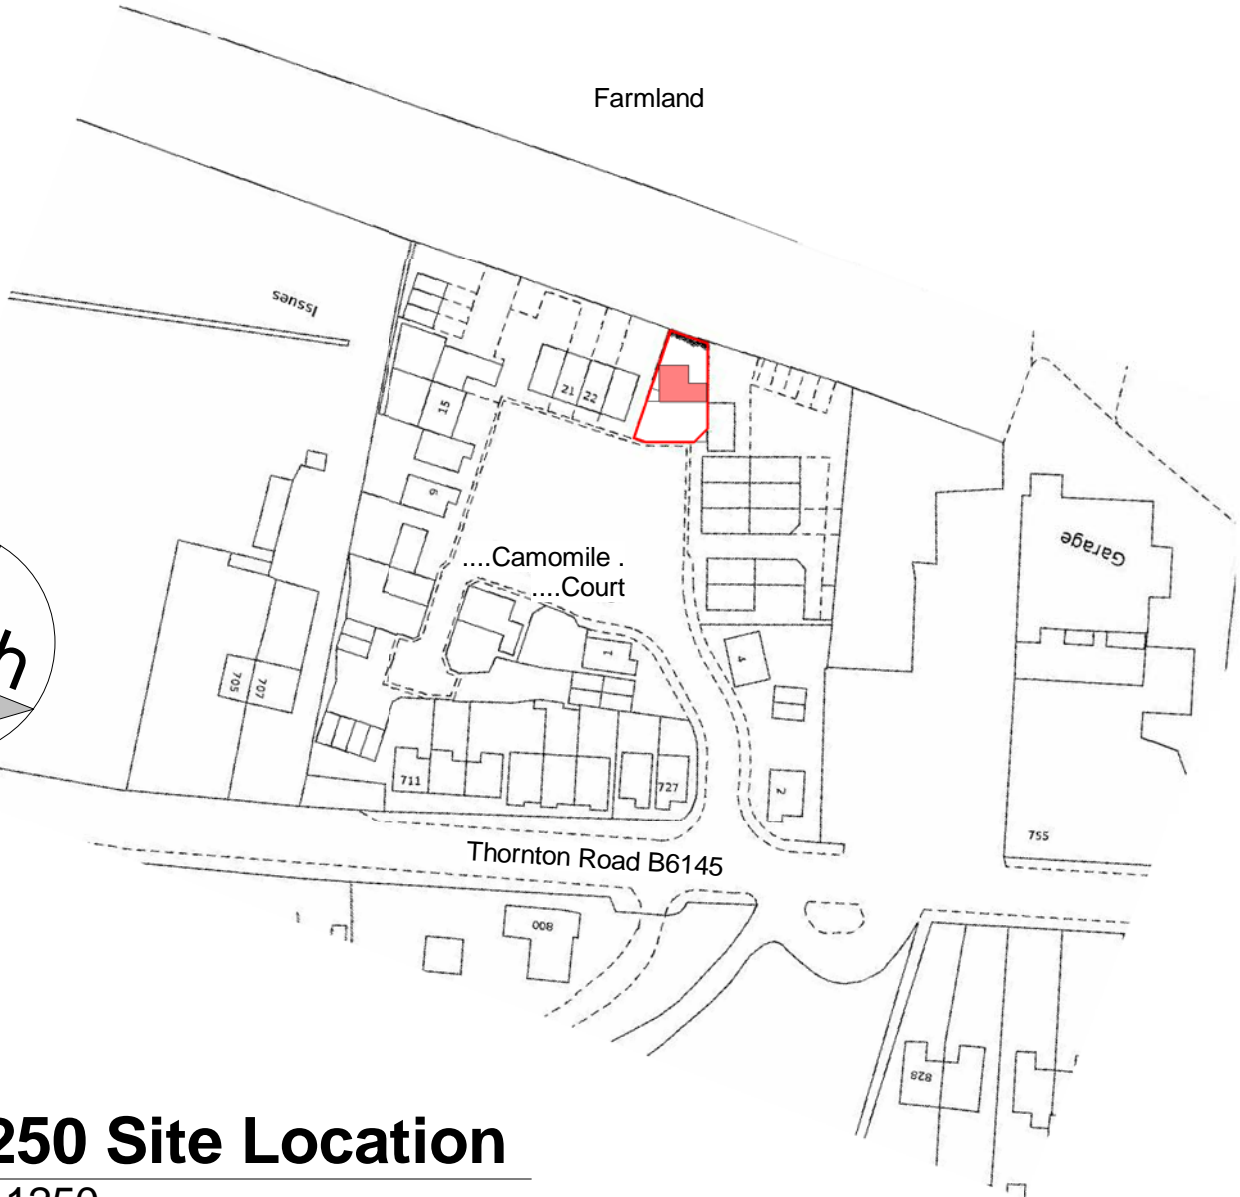 Farmland
Issues
21
22
15
9
Garage
....Camomile .
....Court
1
4
705
707
711
727
2
755
Thornton Road B6145
800
828
250 Site Location
1250